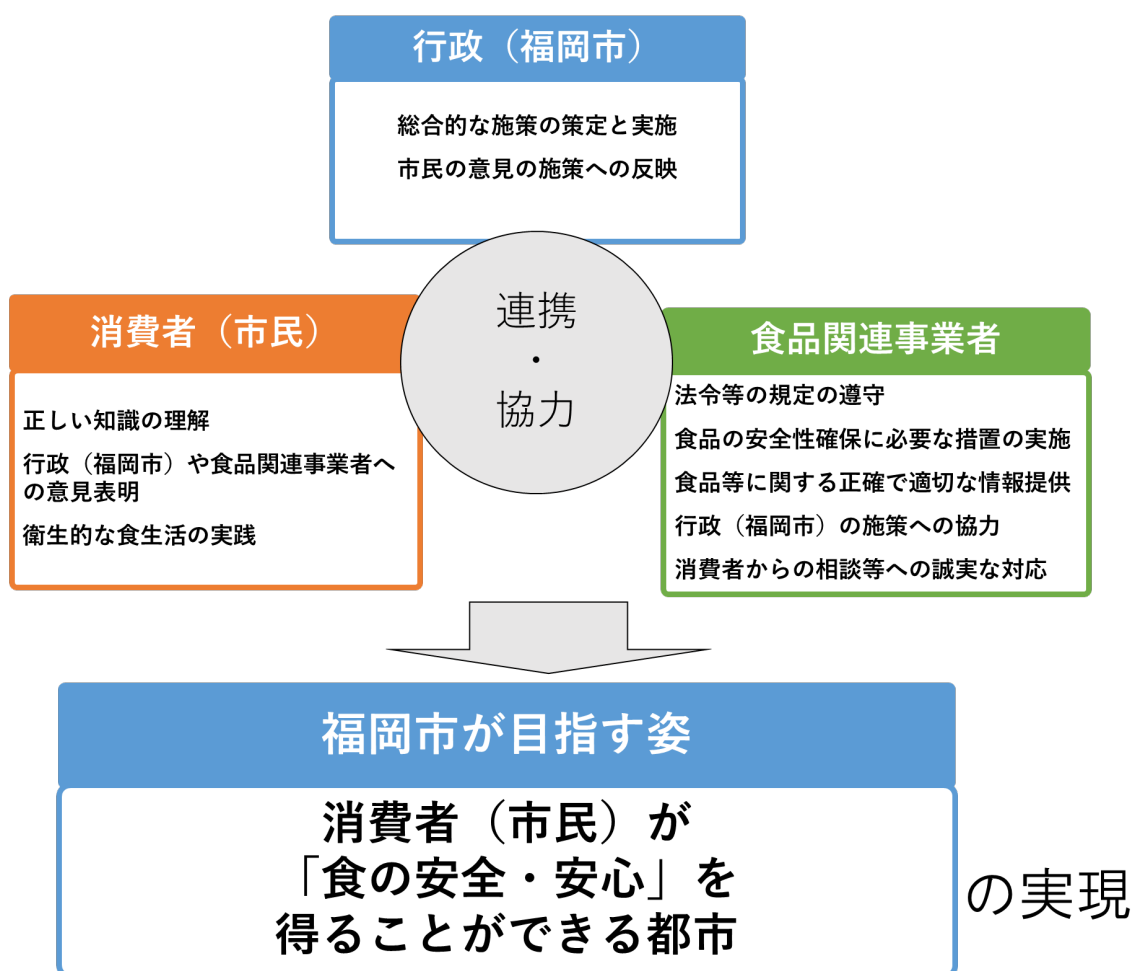 行政（福岡市）
総合的な施策の策定と実施
市民の意見の施策への反映
連携
・
協力
消費者（市民）
正しい知識の理解
行政（福岡市）や食品関連事業者へ
の意見表明
衛生的な食生活の実践
食品関連事業者
法令等の規定の遵守
食品の安全性確保に必要な措置の実施
食品等に関する正確で適切な情報提供
行政（福岡市）の施策への協力
消費者からの相談等への誠実な対応
福岡市が目指す姿
消費者（市民）が
「食の安全・安心」を
得ることができる都市
の実現